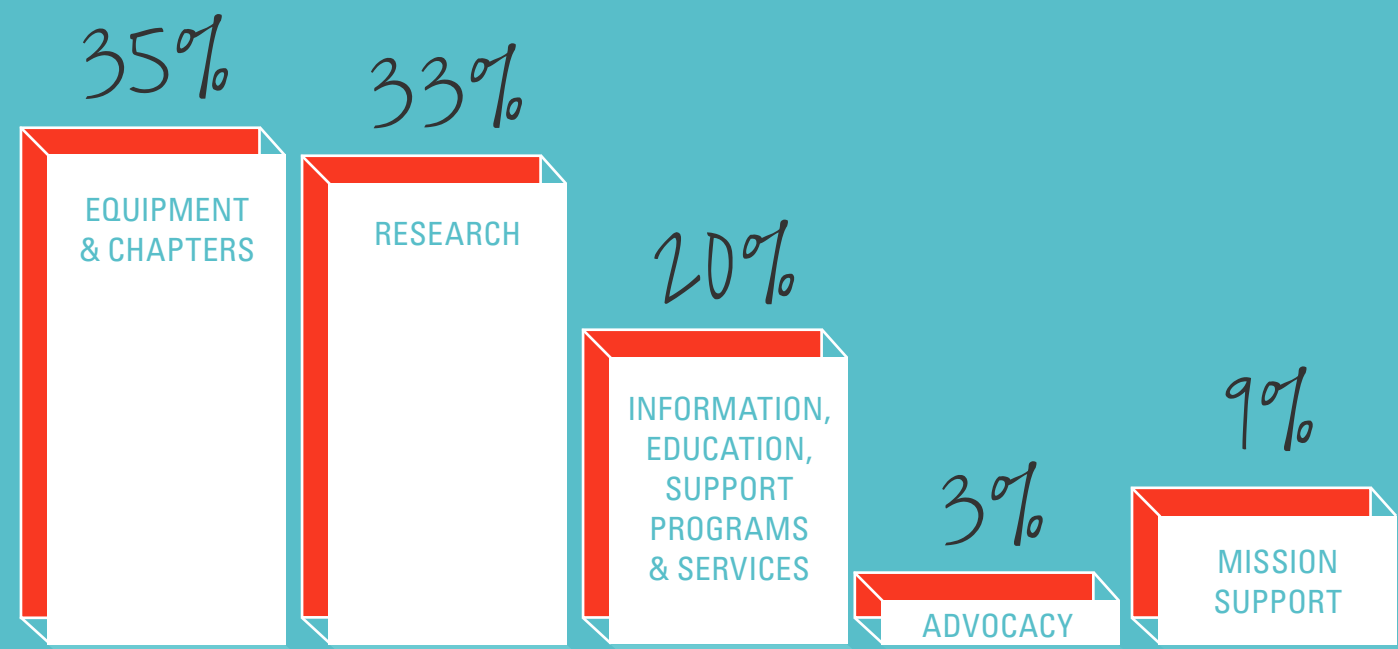 35%
EQUIPMENT
& CHAPTERS
33%
RESEARCH
20%
INFORMATION,
EDUCATION,
SUPPORT
PROGRAMS
& SERVICES
3%
ADVOCACY
9%
MISSION
SUPPORT